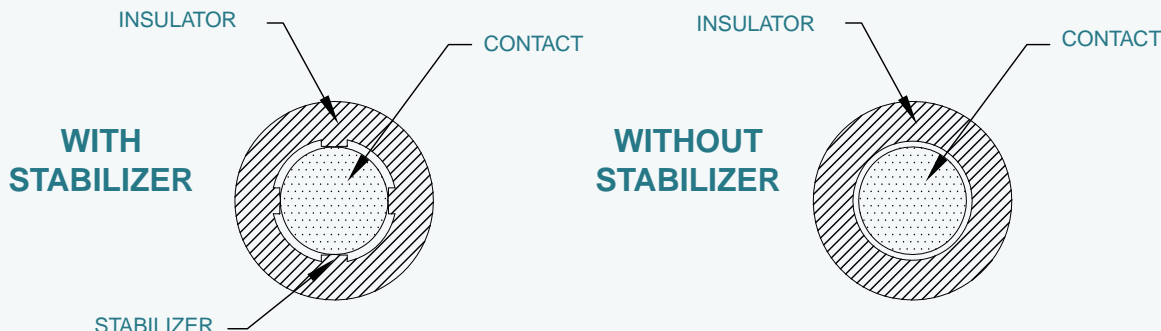 INSULATOR
CONTACT
WITH
STABILIZER
STABILIZER
INSULATOR
CONTACT
WITHOUT
STABILIZER